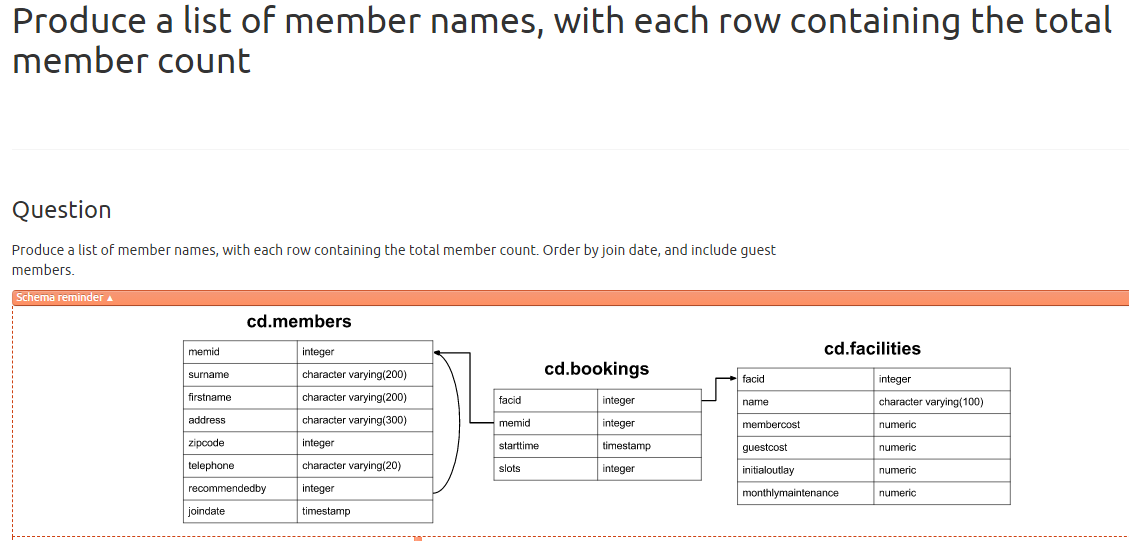 Produce a list of member names, with each row containing the total
member count
Question
Produce a list of member names, with each row containing the total member count. Order by join date, and include guest
members.
Schema reminder ▲
cd.members
memid integer
surname character varying(200)
firstname character varying(200)
address character varying(300)
zipcode integer
telephone character varying(20)
recommendedby integer
joindate timestamp
cd.bookings
facid integer
memid integer
starttime timestamp
slots integer
cd.facilities
facid integer
name character varying(100)
membercost numeric
guestcost numeric
initialoutlay numeric
monthlymaintenance numeric